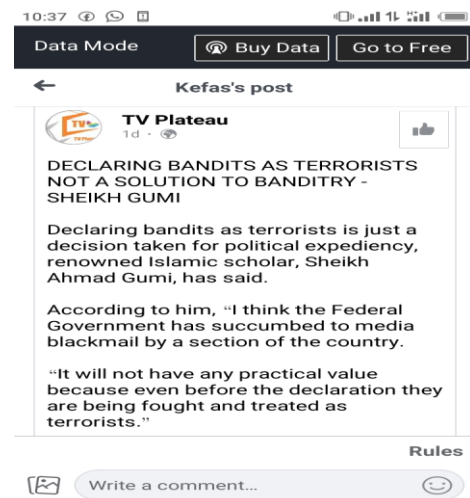 10:37
Data Mode Buy Data Go to Free
Kefas's post
TV Plateau
1d ·
DECLARING BANDITS AS TERRORISTS
NOT A SOLUTION TO BANDITRY -
SHEIKH GUMI
Declaring bandits as terrorists is just a
decision taken for political expediency,
renowned Islamic scholar, Sheikh
Ahmad Gumi, has said.
According to him, “I think the Federal
Government has succumbed to media
blackmail by a section of the country.
“It will not have any practical value
because even before the declaration they
are being fought and treated as
terrorists.”
Rules
Write a comment...